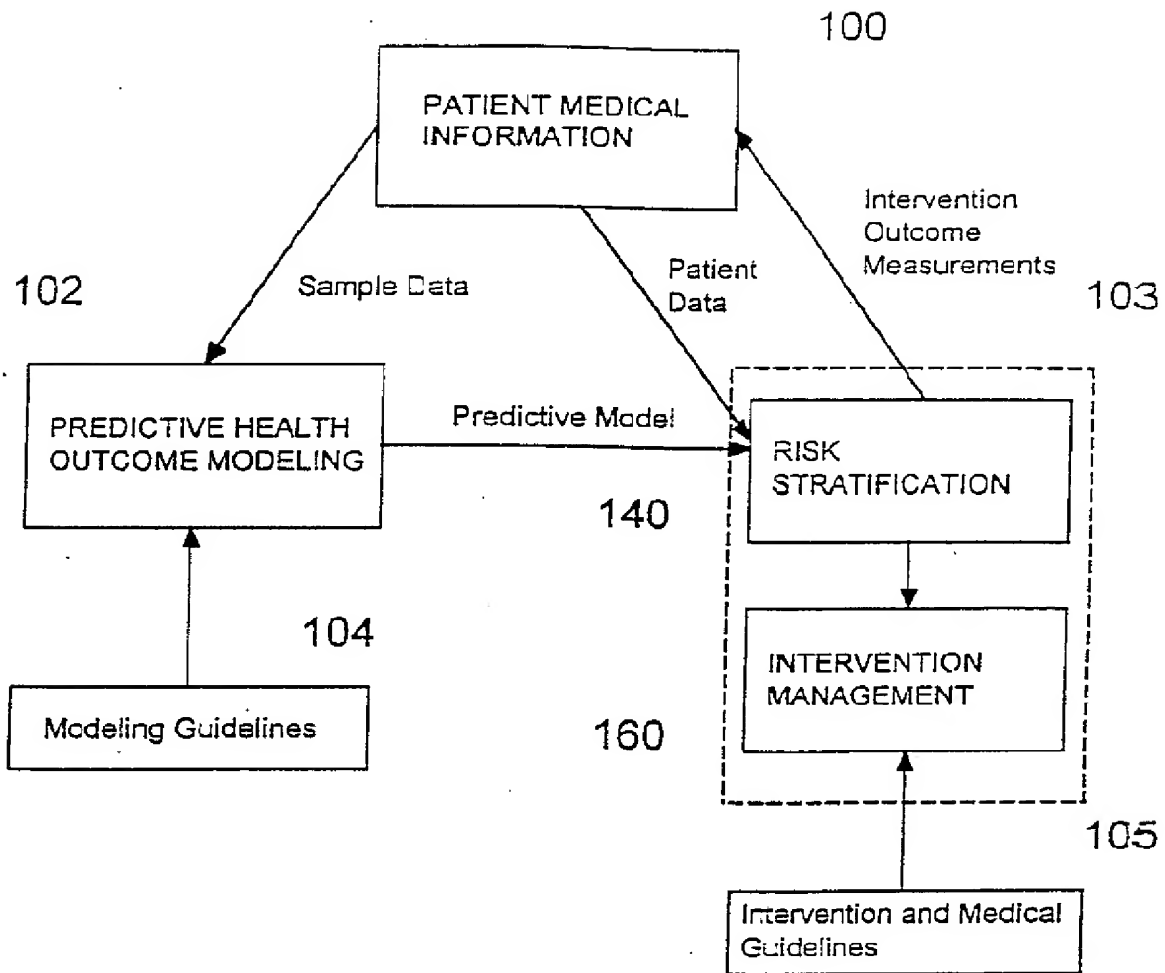 100
PATIENT MEDICAL
INFORMATION
Intervention
Outcome
Measurements
Sample Data
Patient
Data
102
103
PREDICTIVE HEALTH
OUTCOME MODELING
Predictive Model
RISK
STRATIFICATION
140
104
INTERVENTION
MANAGEMENT
Modeling Guidelines
160
105
Intervention and Medical
Guidelines